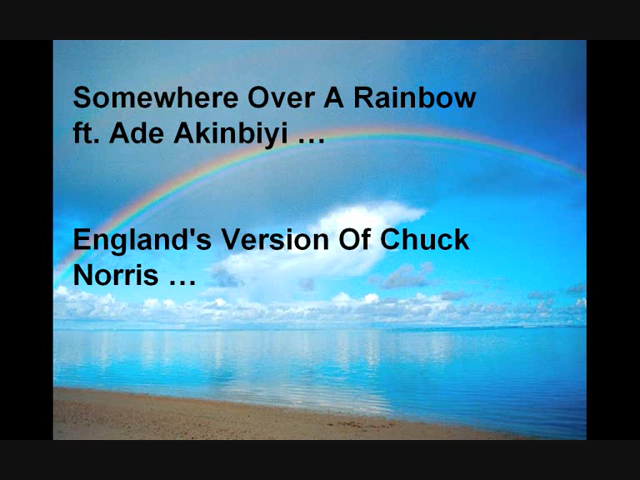 Somewhere Over A Rainbow
ft. Ade Akinbiyi …
England's Version Of Chuck
Norris …